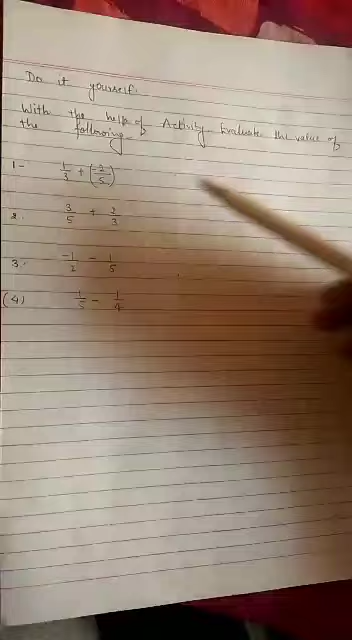 Do it yourself.
With the help of Activity Evaluate the value of
the following-
1- 1/3 + (-2/5)
2. 3/5 + 2/3
3. -1/2 - 1/5
(4) 1/5 - 1/4